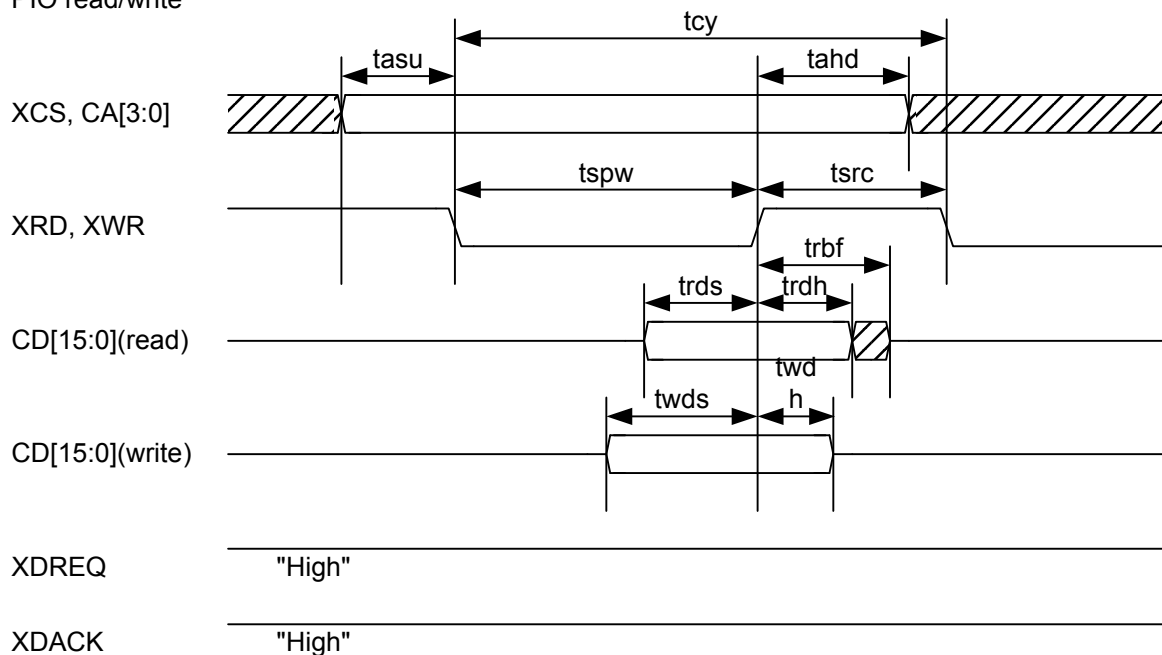 PIO read/write
tcy
tasu
tahd
XCS, CA[3:0]
tspw
tsrc
XRD, XWR
trbf
trds
trdh
CD[15:0](read)
twd
h
twds
CD[15:0](write)
XDREQ "High"
XDACK "High"